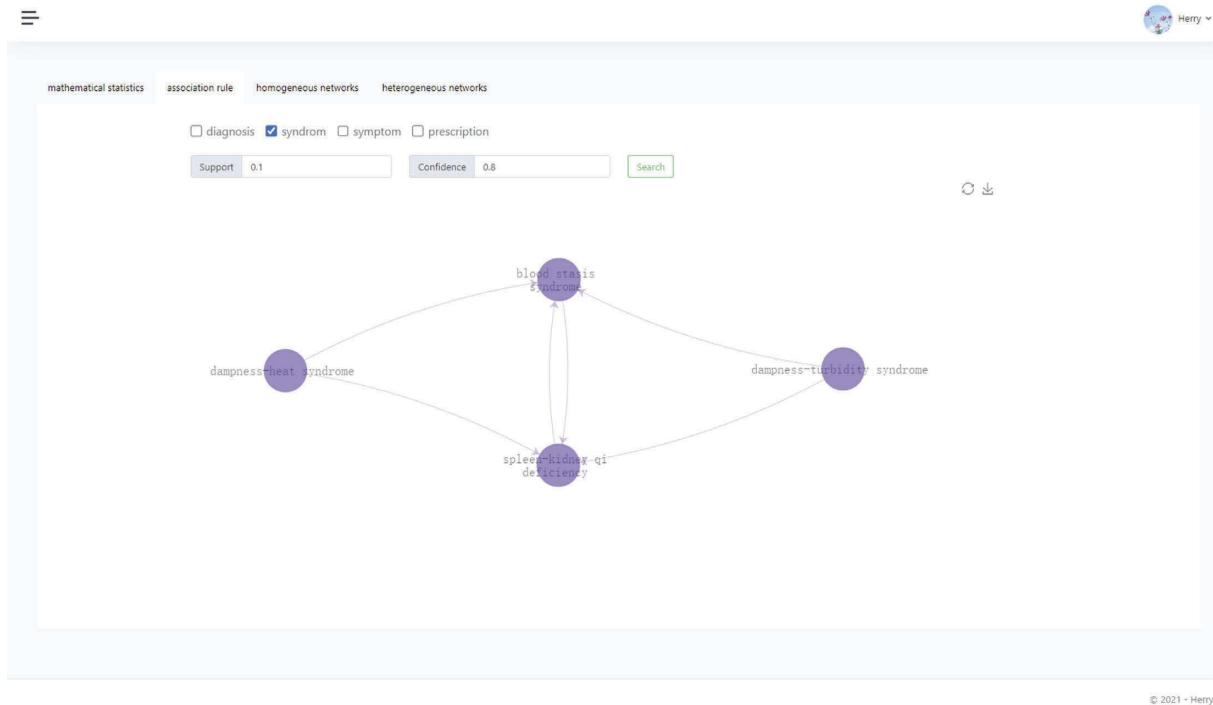 Herry
mathematical statistics association rule homogeneous networks heterogeneous networks
diagnosis syndrom symptom prescription
Support 0.1 Confidence 0.8 Search
blood stasis
syndrome
dampness-heat syndrome
dampness-turbidity syndrome
spleen-kidney qi
deficiency
© 2021 - Herry